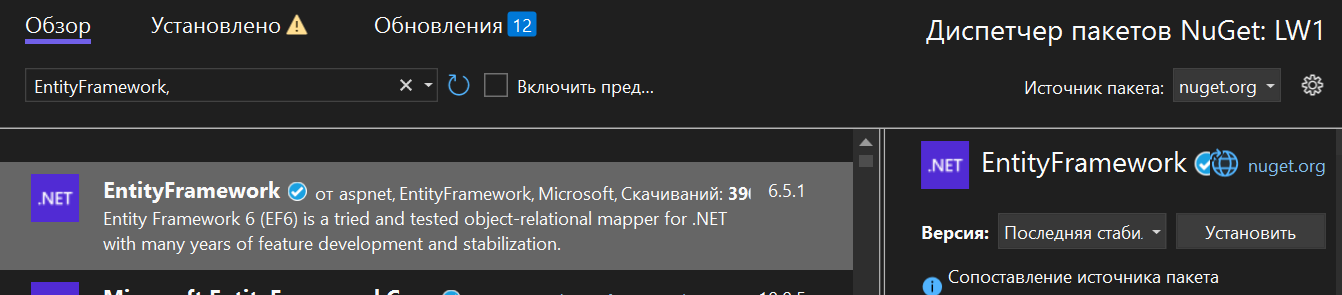 Обзор Установлено Обновления 12 Диспетчер пакетов NuGet: LW1
EntityFramework, Включить пред... Источник пакета: nuget.org
.NET EntityFramework от aspnet, EntityFramework, Microsoft, Скачиваний: 6.5.1
Entity Framework 6 (EF6) is a tried and tested object-relational mapper for .NET
with many years of feature development and stabilization.
.NET EntityFramework nuget.org
Версия: Последняя стаби. Установить
Сопоставление источника пакета